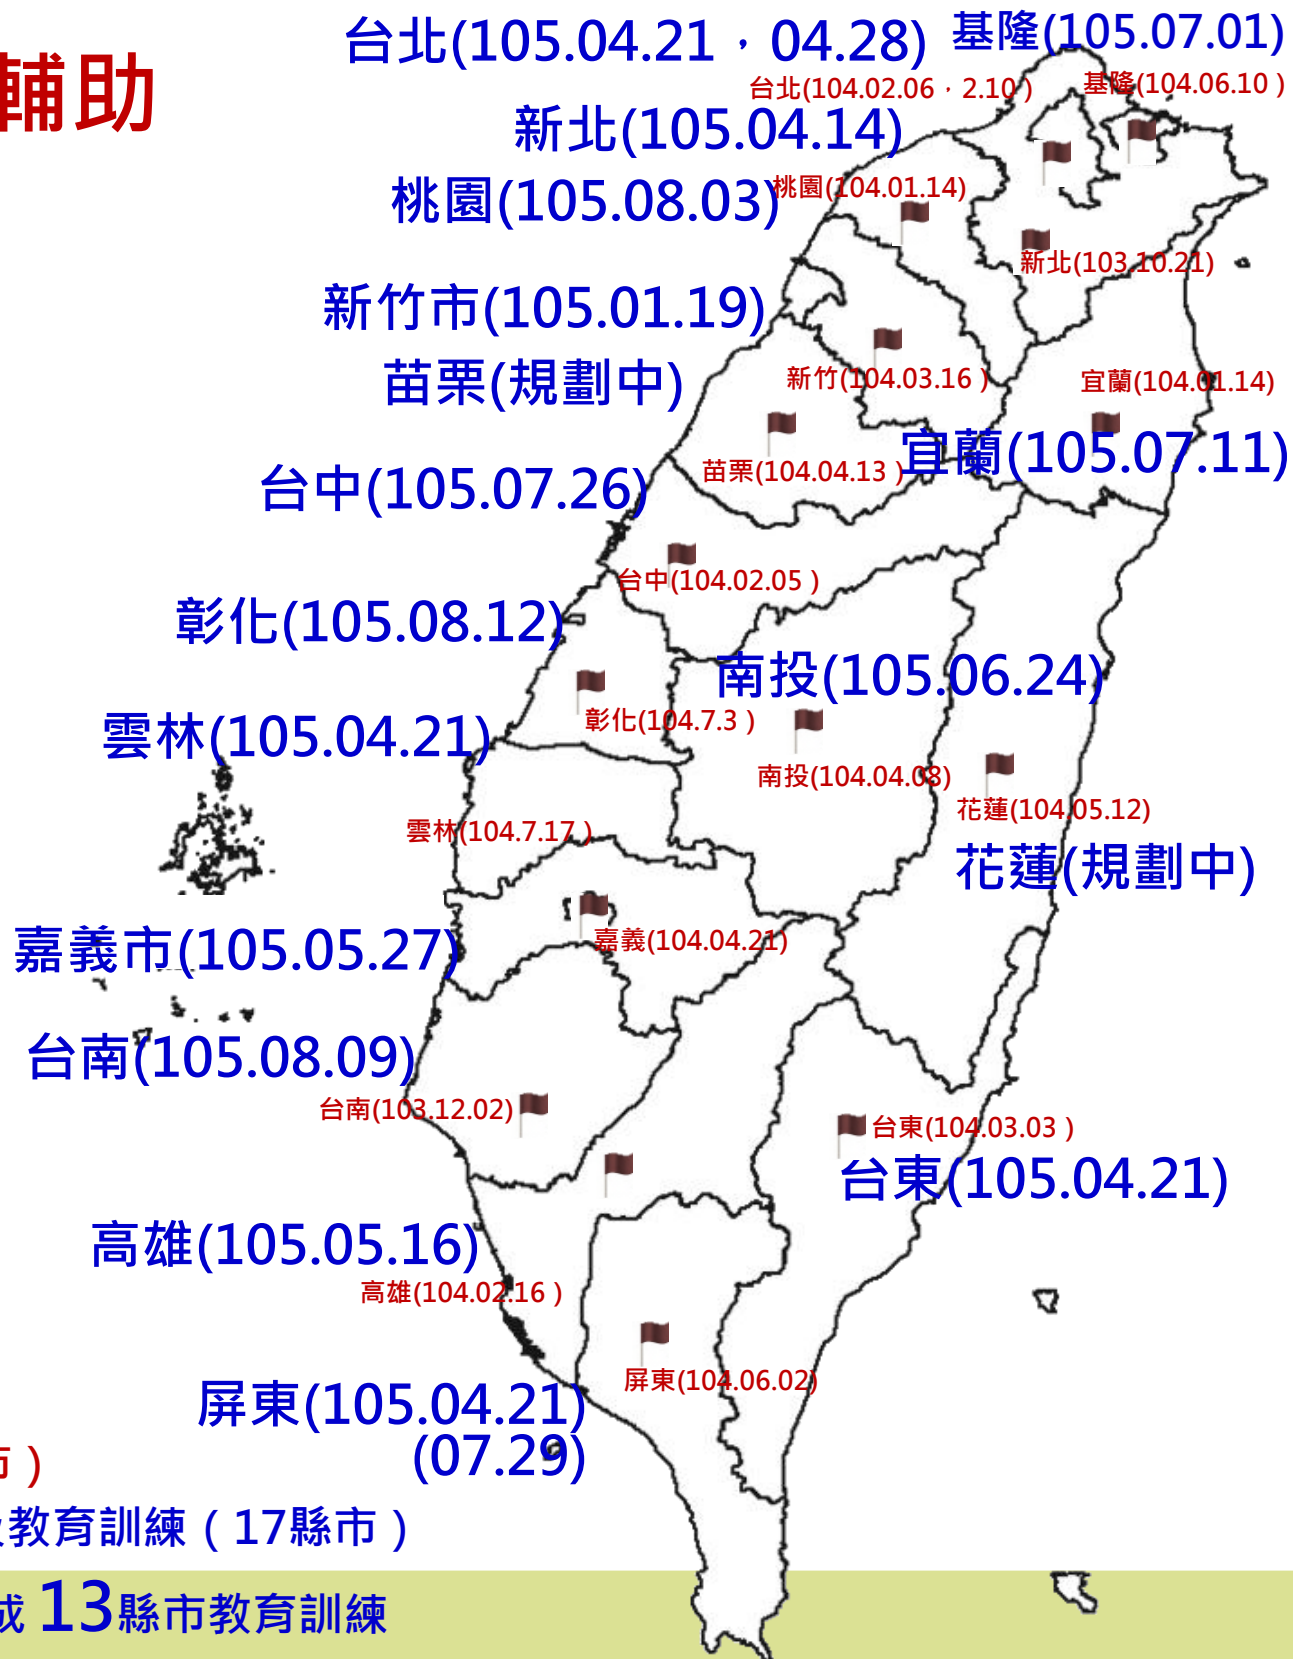 台北(105.04.21，04.28)
基隆(105.07.01)
輔助
台北(104.02.06，2.10)
基隆(104.06.10)
新北(105.04.14)
桃園(105.08.03)
桃園(104.01.14)
新北(103.10.21)
新竹市(105.01.19)
苗栗(規劃中)
新竹(104.03.16)
宜蘭(104.01.14)
宜蘭(105.07.11)
苗栗(104.04.13)
台中(105.07.26)
台中(104.02.05)
彰化(105.08.12)
南投(105.06.24)
彰化(104.7.3)
雲林(105.04.21)
南投(104.04.08)
花蓮(104.05.12)
雲林(104.7.17)
花蓮(規劃中)
嘉義市(105.05.27)
嘉義(104.04.21)
台南(105.08.09)
台南(103.12.02)
台東(104.03.03)
台東(105.04.21)
高雄(105.05.16)
高雄(104.02.16)
屏東(104.06.02)
屏東(105.04.21)
(07.29)
市）
教育訓練（17縣市）
成 13縣市教育訓練